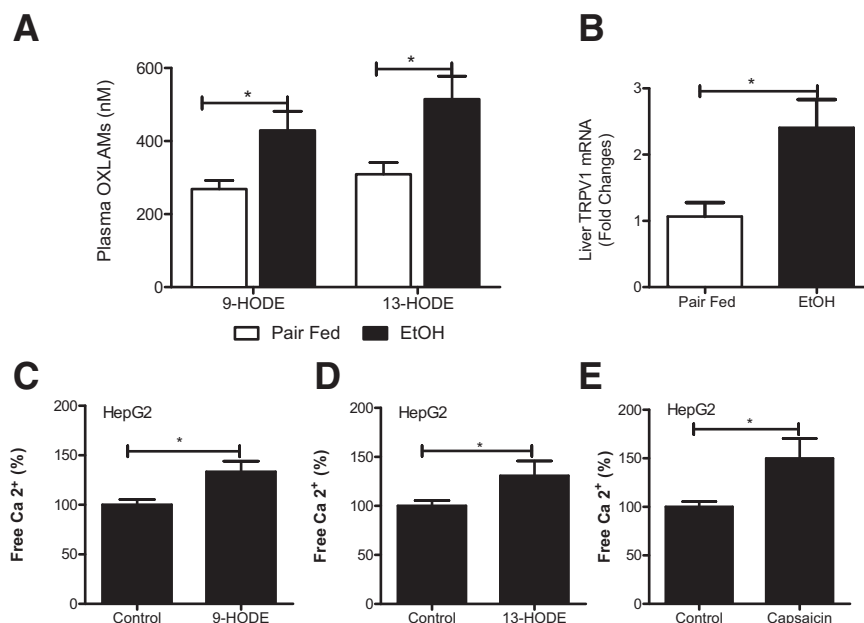 A
Plasma OXLAMs (nM)
600
400
200
0
*
*
9-HODE
13-HODE
Pair Fed
EtOH
B
Liver TRPV1 mRNA
(Fold Changes)
3
2
1
0
*
Pair Fed
EtOH
C
HepG2
Free Ca 2+ (%)
200
150
100
50
0
*
Control
9-HODE
D
HepG2
Free Ca 2+ (%)
200
150
100
50
0
*
Control
13-HODE
E
HepG2
Free Ca 2+ (%)
200
150
100
50
0
*
Control
Capsaicin